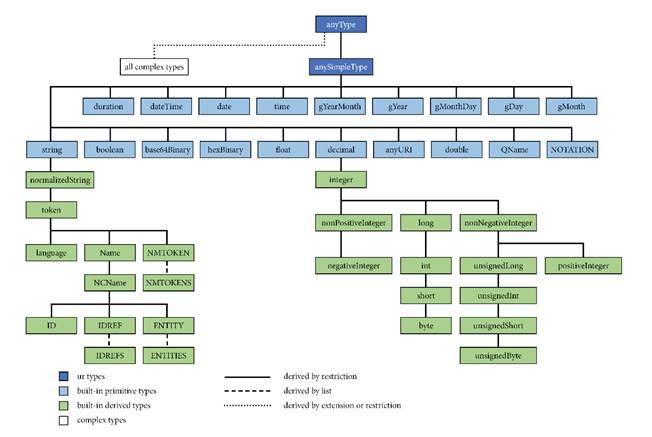 anyType
all complex types
anySimpleType
duration dateTime date time gYearMonth gYear gMonthDay gDay gMonth
string boolean base64Binary hexBinary float decimal anyURI double QName NOTATION
normalizedString integer
token nonPositiveInteger long nonNegativeInteger
language Name NMTOKEN negativeInteger int unsignedLong positiveInteger
NCName NMTOKENS short unsignedInt
ID IDREF ENTITY byte unsignedShort
IDREFS ENTITIES unsignedByte
ur types derived by restriction
built-in primitive types derived by list
built-in derived types derived by extension or restriction
complex types